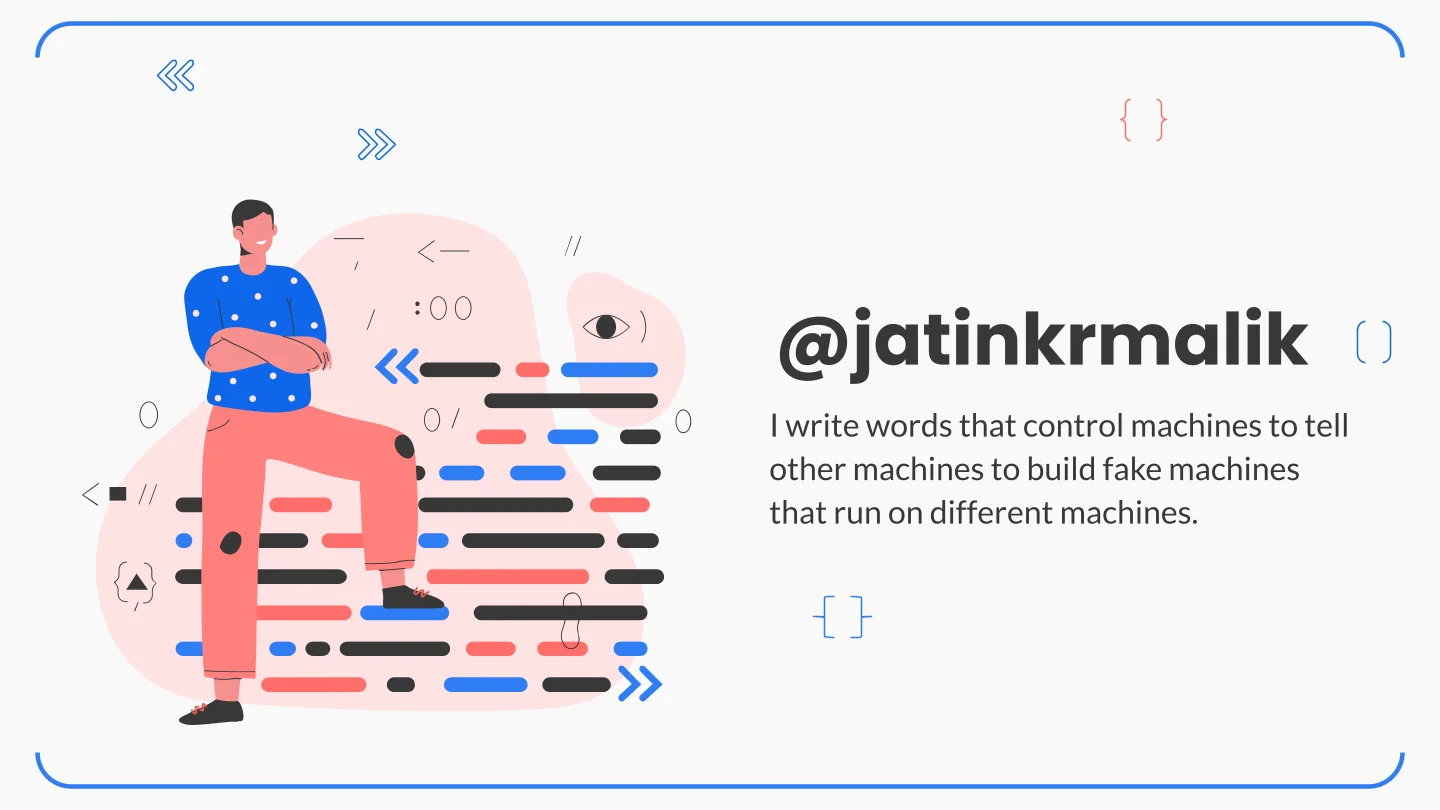 @jatinkrmalik
I write words that control machines to tell
other machines to build fake machines
that run on different machines.